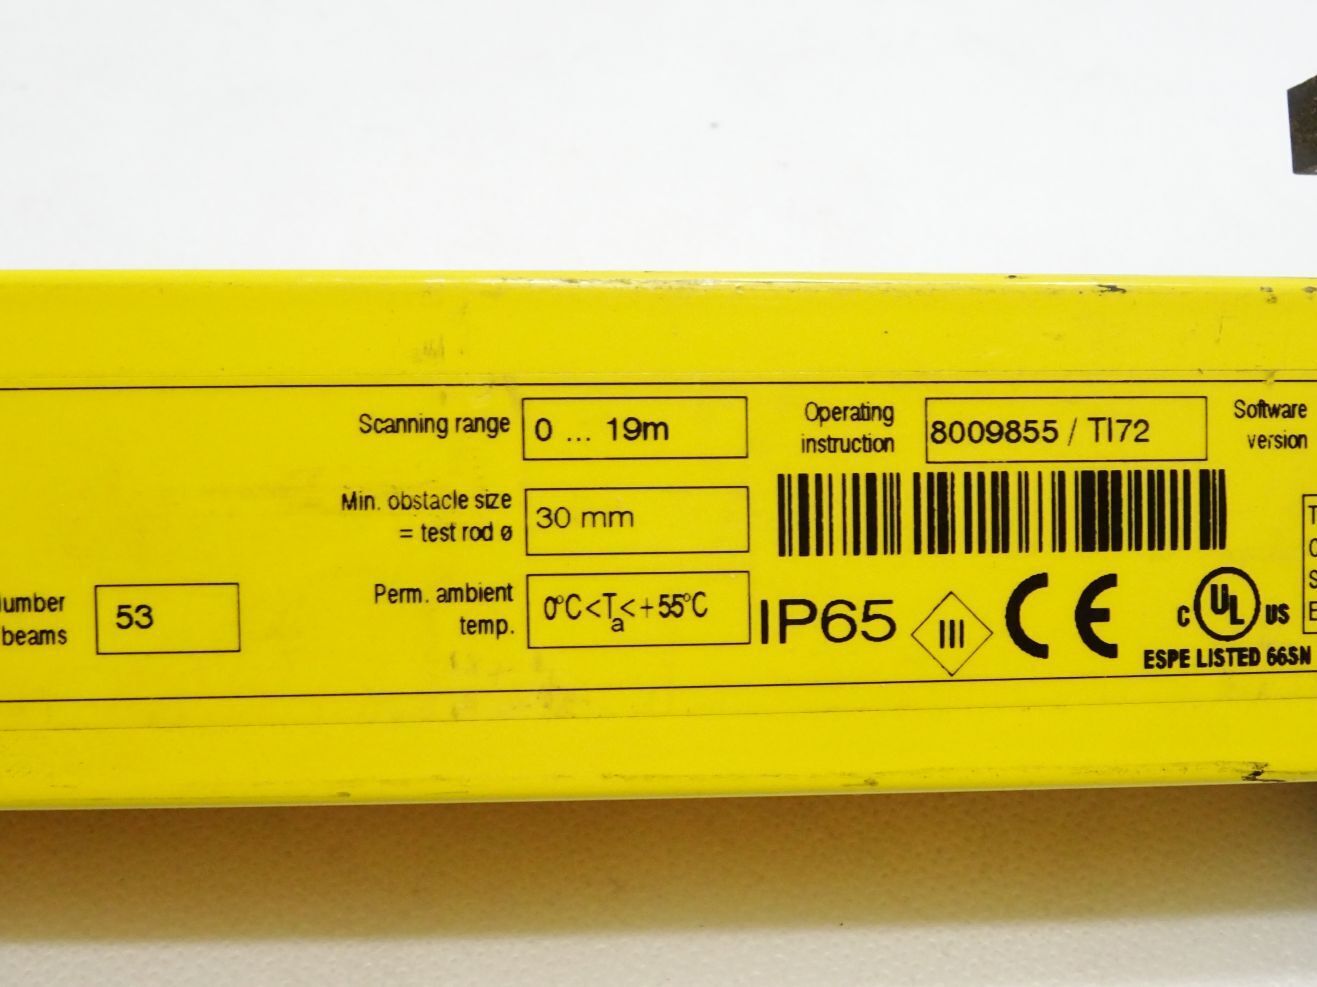 Scanning range 0 ... 19m
Operating instruction 8009855 / TI72
Software version
Min. obstacle size = test rod ø 30 mm
beams 53
Perm. ambient temp. 0°C<Ta<+55°C
IP65
III
CE
C UL US
ESPE LISTED 66SN